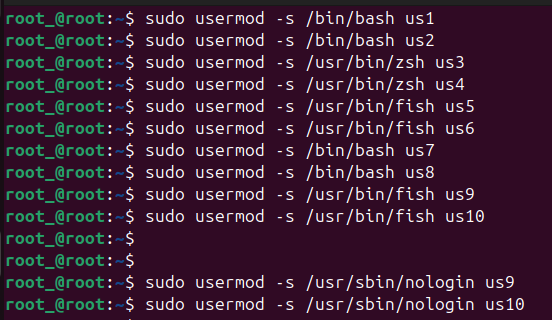 root_@root:~$ sudo usermod -s /bin/bash us1
root_@root:~$ sudo usermod -s /bin/bash us2
root_@root:~$ sudo usermod -s /usr/bin/zsh us3
root_@root:~$ sudo usermod -s /usr/bin/zsh us4
root_@root:~$ sudo usermod -s /usr/bin/fish us5
root_@root:~$ sudo usermod -s /usr/bin/fish us6
root_@root:~$ sudo usermod -s /bin/bash us7
root_@root:~$ sudo usermod -s /bin/bash us8
root_@root:~$ sudo usermod -s /usr/bin/fish us9
root_@root:~$ sudo usermod -s /usr/bin/fish us10
root_@root:~$
root_@root:~$
root_@root:~$ sudo usermod -s /usr/sbin/nologin us9
root_@root:~$ sudo usermod -s /usr/sbin/nologin us10